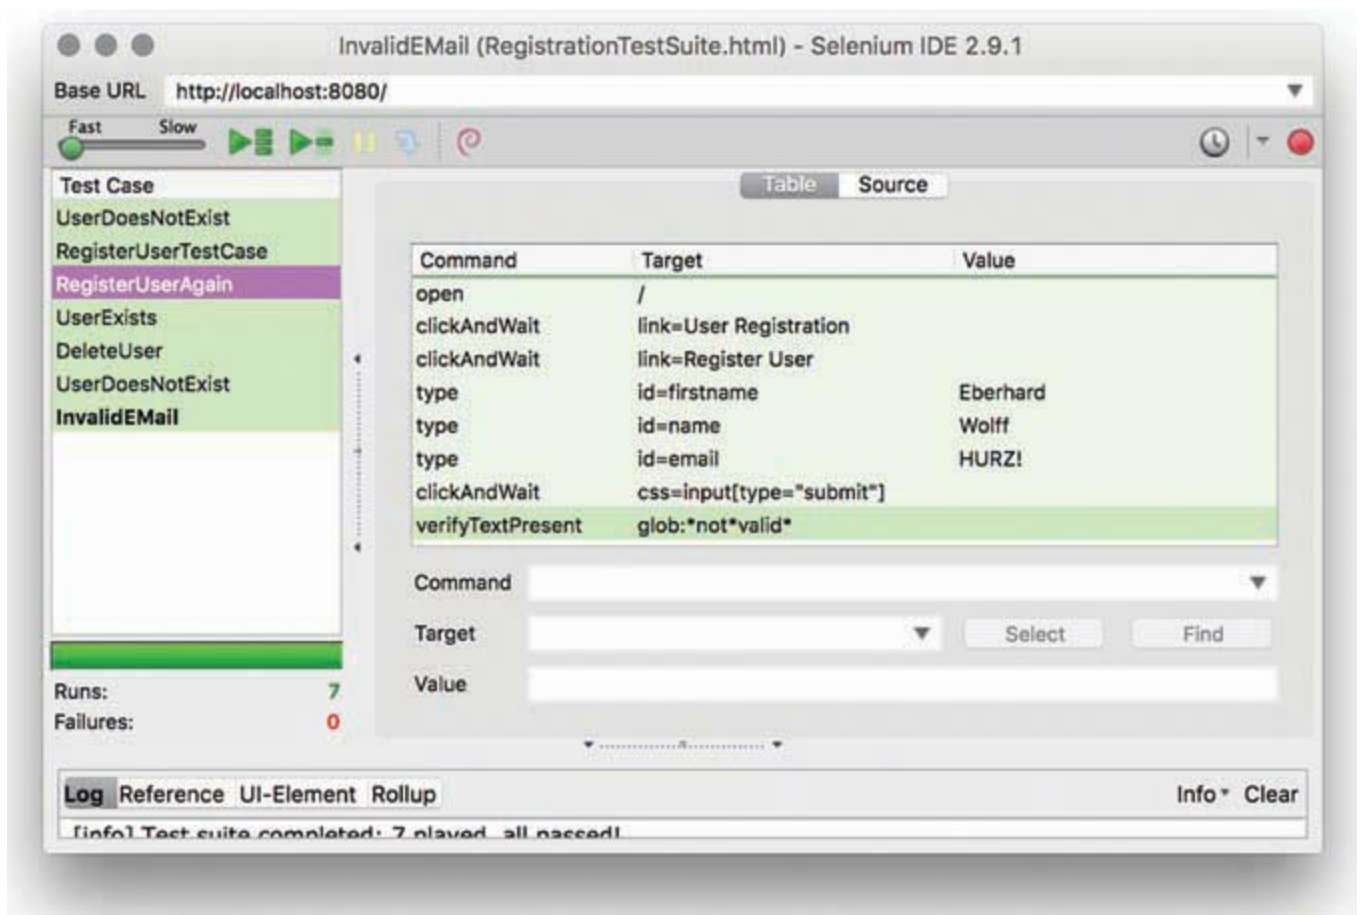 InvalidEMail (RegistrationTestSuite.html) - Selenium IDE 2.9.1
Base URL http://localhost:8080/
Fast Slow
Test Case
UserDoesNotExist
RegisterUserTestCase
RegisterUserAgain
UserExists
DeleteUser
UserDoesNotExist
InvalidEMail
Runs: 7
Failures: 0
Table Source
Command Target Value
open /
clickAndWait link=User Registration
clickAndWait link=Register User
type id=firstname Eberhard
type id=name Wolff
type id=email HURZ!
clickAndWait css=input[type="submit"]
verifyTextPresent glob:*not*valid*
Command
Target Select Find
Value
Log Reference UI-Element Rollup Info Clear
[info] Test suite completed: 7 played, all passed!